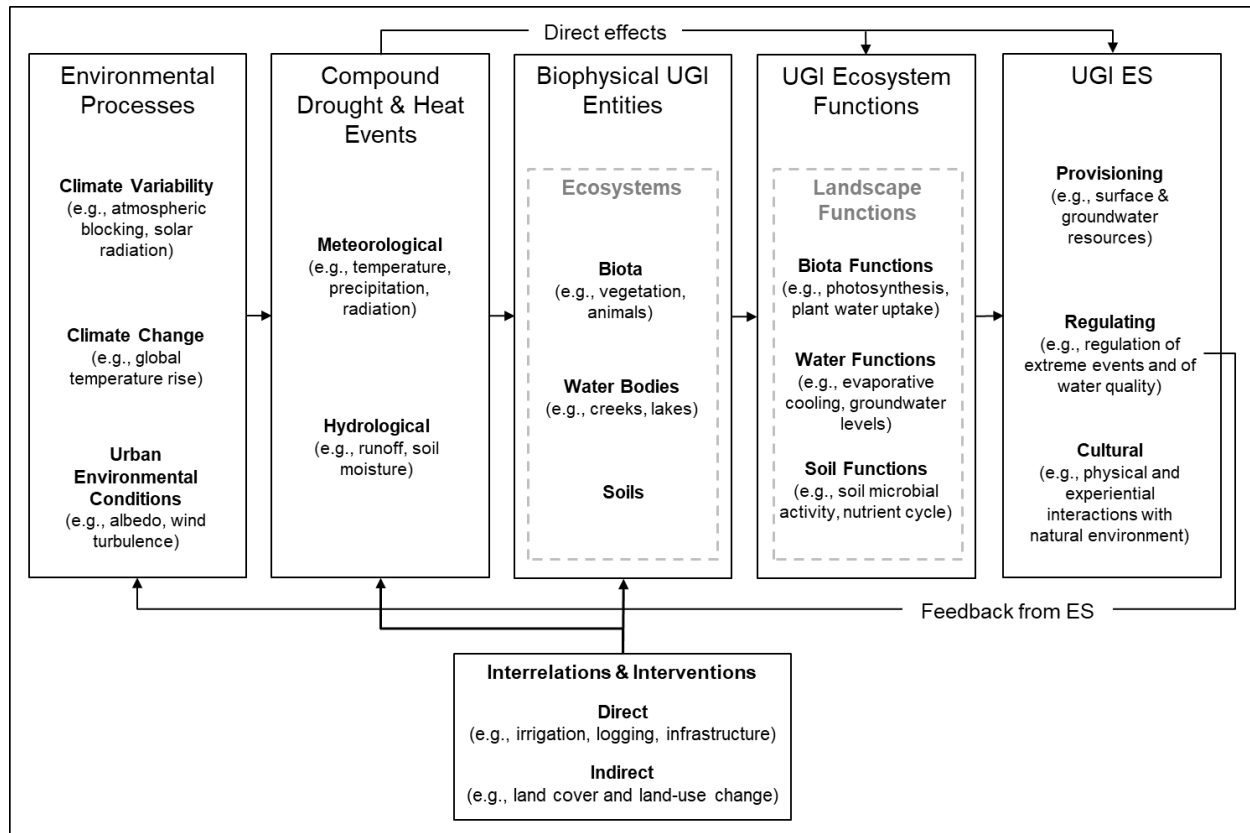 Direct effects
Environmental
Processes
Climate Variability
(e.g., atmospheric
blocking, solar
radiation)
Climate Change
(e.g., global
temperature rise)
Urban
Environmental
Conditions
(e.g., albedo, wind
turbulence)
Compound
Drought & Heat
Events
Meteorological
(e.g., temperature,
precipitation,
radiation)
Hydrological
(e.g., runoff, soil
moisture)
Biophysical UGI
Entities
Ecosystems
Biota
(e.g., vegetation,
animals)
Water Bodies
(e.g., creeks, lakes)
Soils
UGI Ecosystem
Functions
Landscape
Functions
Biota Functions
(e.g., photosynthesis,
plant water uptake)
Water Functions
(e.g., evaporative
cooling, groundwater
levels)
Soil Functions
(e.g., soil microbial
activity, nutrient cycle)
UGI ES
Provisioning
(e.g., surface &
groundwater
resources)
Regulating
(e.g., regulation of
extreme events and of
water quality)
Cultural
(e.g., physical and
experiential
interactions with
natural environment)
Feedback from ES
Interrelations & Interventions
Direct
(e.g., irrigation, logging, infrastructure)
Indirect
(e.g., land cover and land-use change)